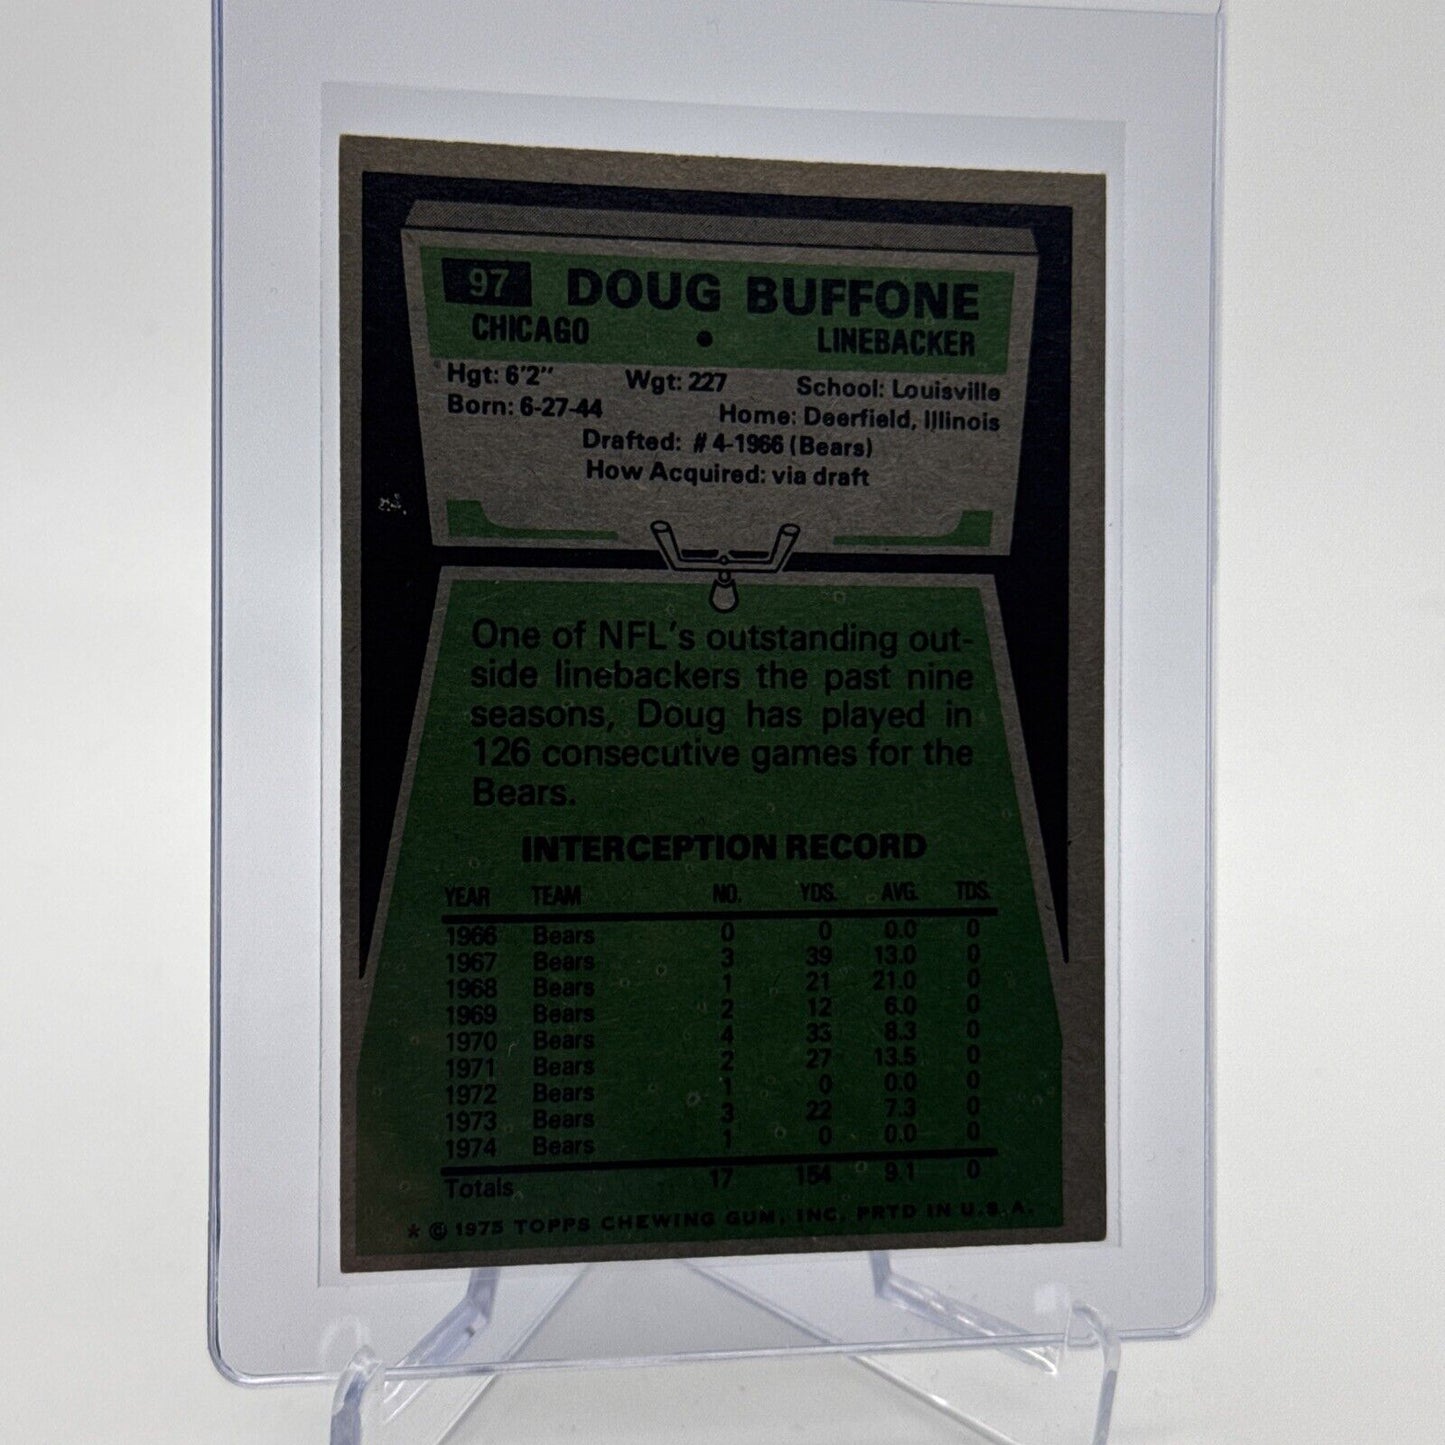 97 DOUG BUFFONE
CHICAGO • LINEBACKER
Hgt: 6'2" Wgt: 227 School: Louisville
Born: 6-27-44 Home: Deerfield, Illinois
Drafted: #4-1966 (Bears)
How Acquired: via draft
One of NFL's outstanding out-
side linebackers the past nine
seasons, Doug has played in
126 consecutive games for the
Bears.
INTERCEPTION RECORD
YEAR TEAM NO. YDS. AVG. TDS.
1966 Bears 0 0 0.0 0
1967 Bears 3 39 13.0 0
1968 Bears 1 21 21.0 0
1969 Bears 2 12 6.0 0
1970 Bears 4 33 8.3 0
1971 Bears 2 27 13.5 0
1972 Bears 1 0 0.0 0
1973 Bears 3 22 7.3 0
1974 Bears 1 0 0.0 0
Totals 17 154 9.1 0
* © 1975 TOPPS CHEWING GUM, INC. PRTD IN U.S.A.